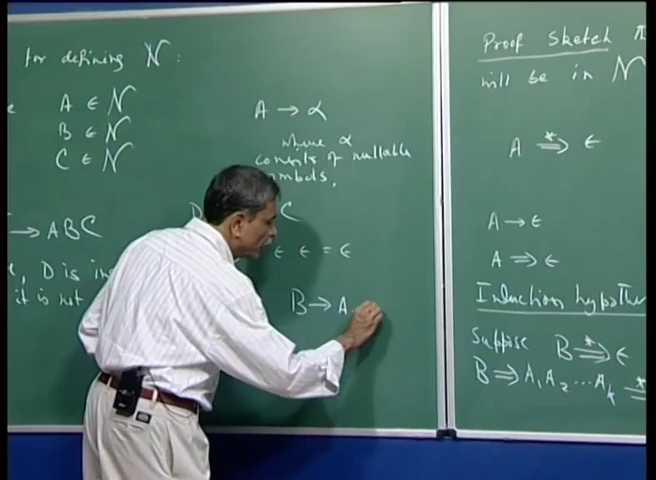 for defining N :
A ∈ N
B ∈ N
C ∈ N
→ ABC
D is in
it is not
A → α
where α
consists of nullable
mbols.
C
ε ε = ε
B → A
Proof Sketch
will be in N
A *⇒ ε
A → ε
A ⇒ ε
Induction hypothe
Suppose B *⇒ ε
B ⇒ A₁ A₂ ... Aₖ *⇒